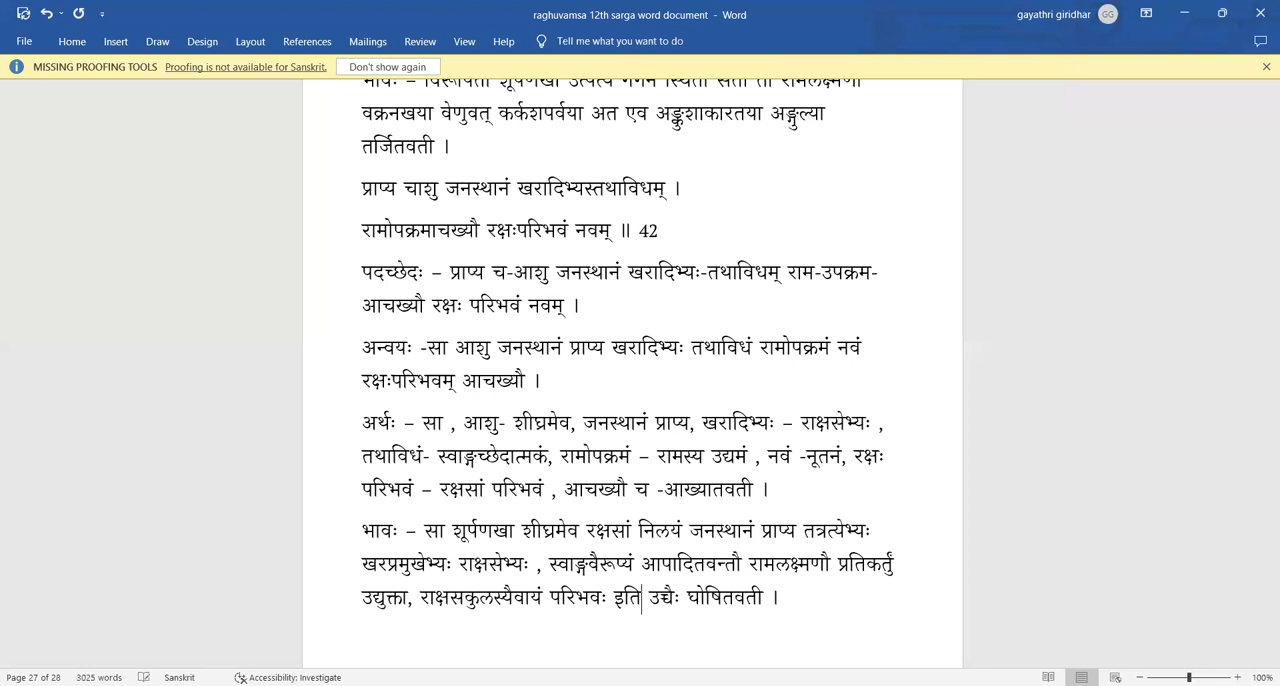 raghuvamsa 12th sarga word document - Word
gayathri giridhar GG
File Home Insert Draw Design Layout References Mailings Review View Help Tell me what you want to do
MISSING PROOFING TOOLS Proofing is not available for Sanskrit. Don't show again
भावः – विरूपिता शूर्पणखा उत्पत्य गगने स्थिता सती तौ रामलक्ष्मणौ
वक्रनखया वेणुवत् कर्कशपर्वया अत एव अङ्कुशाकारतया अङ्गुल्या
तर्जितवती ।
प्राप्य चाशु जनस्थानं खरादिभ्यस्तथाविधम् ।
रामोपक्रमाचख्यौ रक्षःपरिभवं नवम् ॥ 42
पदच्छेदः – प्राप्य च-आशु जनस्थानं खरादिभ्यः-तथाविधम् राम-उपक्रम-
आचख्यौ रक्षः परिभवं नवम् ।
अन्वयः -सा आशु जनस्थानं प्राप्य खरादिभ्यः तथाविधं रामोपक्रमं नवं
रक्षःपरिभवम् आचख्यौ ।
अर्थः – सा , आशु- शीघ्रमेव, जनस्थानं प्राप्य, खरादिभ्यः – राक्षसेभ्यः ,
तथाविधं- स्वाङ्गच्छेदात्मकं, रामोपक्रमं – रामस्य उद्यमं , नवं -नूतनं, रक्षः
परिभवं – रक्षसां परिभवं , आचख्यौ च -आख्यातवती ।
भावः – सा शूर्पणखा शीघ्रमेव रक्षसां निलयं जनस्थानं प्राप्य तत्रत्येभ्यः
खरप्रमुखेभ्यः राक्षसेभ्यः , स्वाङ्गवैरूप्यं आपादितवन्तौ रामलक्ष्मणौ प्रतिकर्तुं
उद्युक्ता, राक्षसकुलस्यैवायं परिभवः इति उच्चैः घोषितवती ।
Page 27 of 28 3025 words Sanskrit Accessibility: Investigate 100%